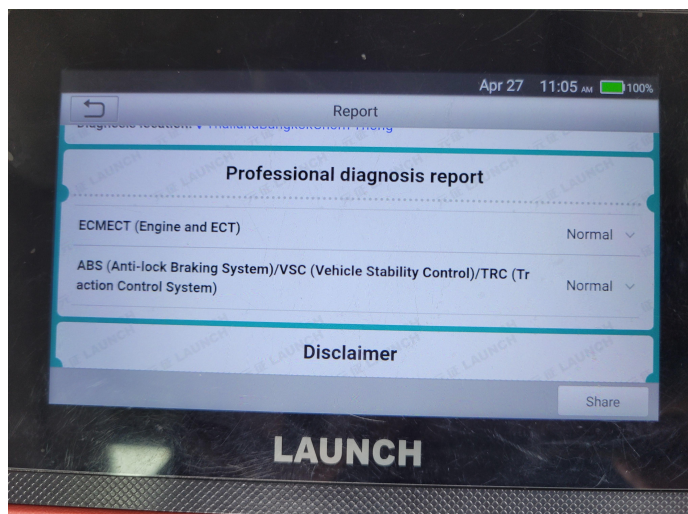 Apr 27 11:05 AM 100%
Report
Professional diagnosis report
ECMECT (Engine and ECT)
Normal
ABS (Anti-lock Braking System)/VSC (Vehicle Stability Control)/TRC (Tr
action Control System)
Normal
Disclaimer
Share
LAUNCH